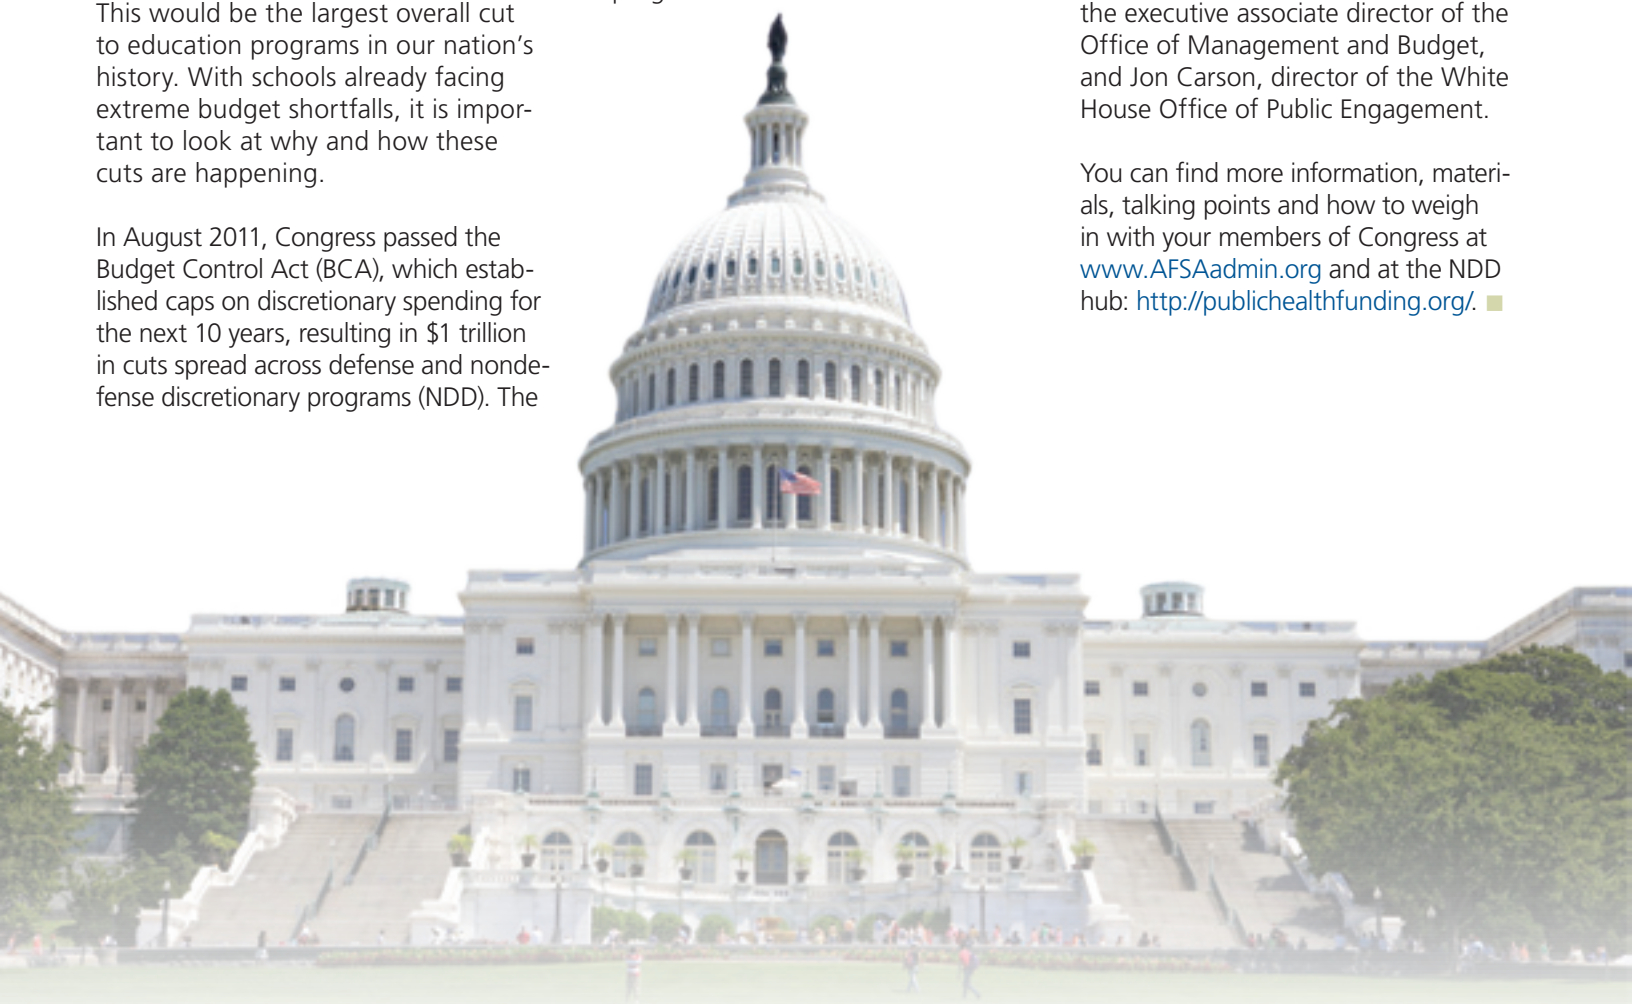 This would be the largest overall cut
to education programs in our nation’s
history. With schools already facing
extreme budget shortfalls, it is impor-
tant to look at why and how these
cuts are happening.
In August 2011, Congress passed the
Budget Control Act (BCA), which estab-
lished caps on discretionary spending for
the next 10 years, resulting in $1 trillion
in cuts spread across defense and nonde-
fense discretionary programs (NDD). The
the executive associate director of the
Office of Management and Budget,
and Jon Carson, director of the White
House Office of Public Engagement.
You can find more information, materi-
als, talking points and how to weigh
in with your members of Congress at
www.AFSAadmin.org and at the NDD
hub: http://publichealthfunding.org/.